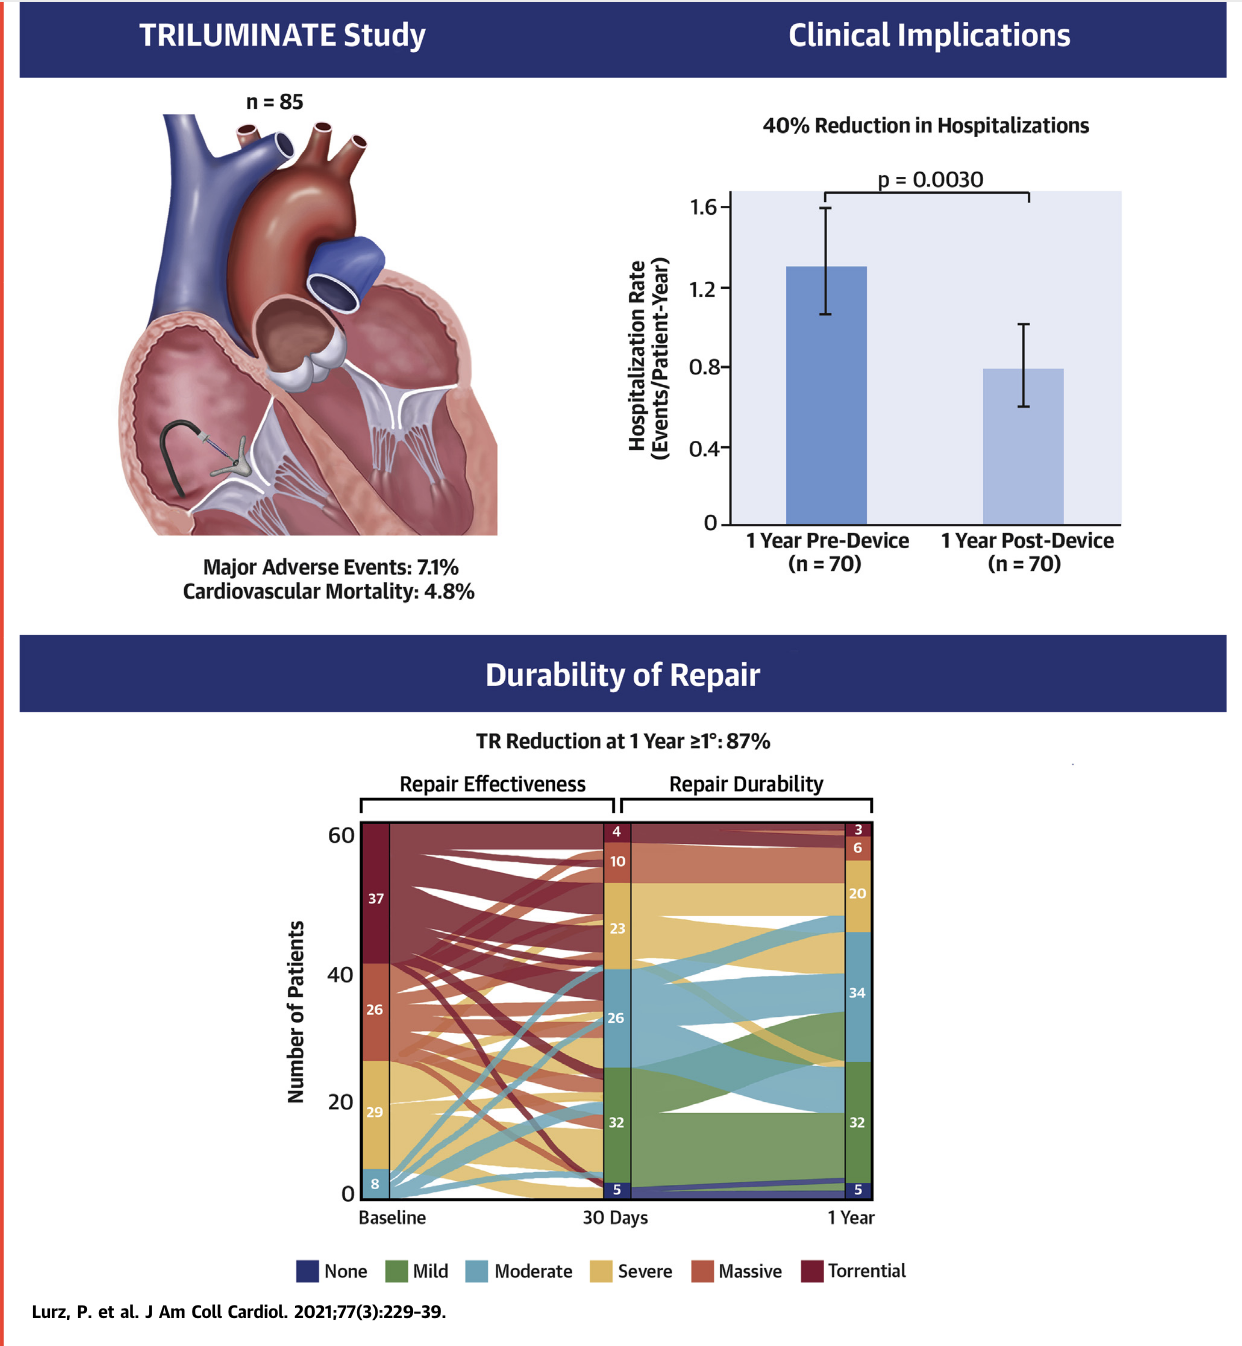 TRILUMINATE Study
Clinical Implications
n = 85
Major Adverse Events: 7.1%
Cardiovascular Mortality: 4.8%
40% Reduction in Hospitalizations
p = 0.0030
Hospitalization Rate
(Events/Patient-Year)
1.6
1.2
0.8
0.4
0
1 Year Pre-Device
(n = 70)
1 Year Post-Device
(n = 70)
Durability of Repair
TR Reduction at 1 Year ≥1°: 87%
Repair Effectiveness
Repair Durability
Number of Patients
60
40
20
0
37
26
29
8
4
10
23
26
32
5
3
6
20
34
32
5
Baseline
30 Days
1 Year
None
Mild
Moderate
Severe
Massive
Torrential
Lurz, P. et al. J Am Coll Cardiol. 2021;77(3):229–39.